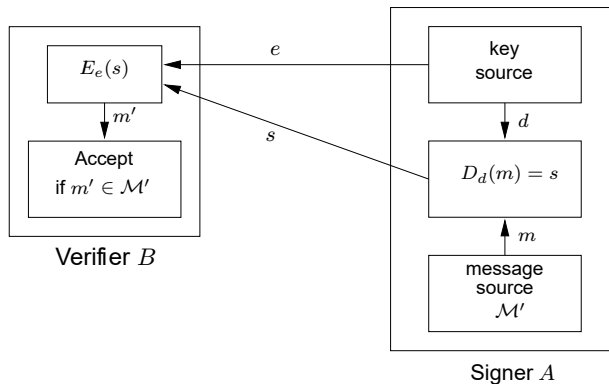 E_e(s)
m′
Accept
if m′ ∈ M′
Verifier B
e
s
key
source
d
D_d(m) = s
m
message
source
M′
Signer A